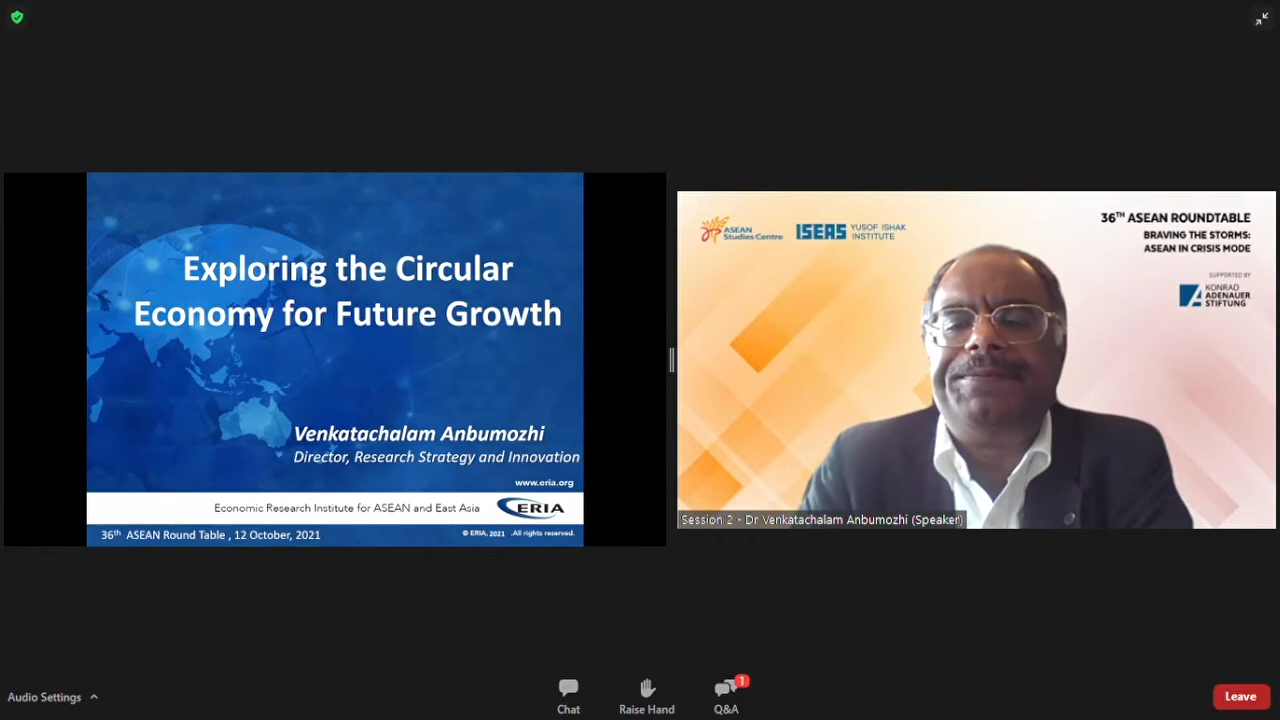 Exploring the Circular
Economy for Future Growth
Venkatachalam Anbumozhi
Director, Research Strategy and Innovation
www.eria.org
Economic Research Institute for ASEAN and East Asia
ERIA
36th ASEAN Round Table , 12 October, 2021
© ERIA, 2021 .All rights reserved.
ASEAN
Studies Centre
ISEAS
YUSOF ISHAK
INSTITUTE
36TH ASEAN ROUNDTABLE
BRAVING THE STORMS:
ASEAN IN CRISIS MODE
SUPPORTED BY
KONRAD
ADENAUER
STIFTUNG
Session 2 - Dr Venkatachalam Anbumozhi (Speaker)
Audio Settings
Chat
Raise Hand
1
Q&A
Leave